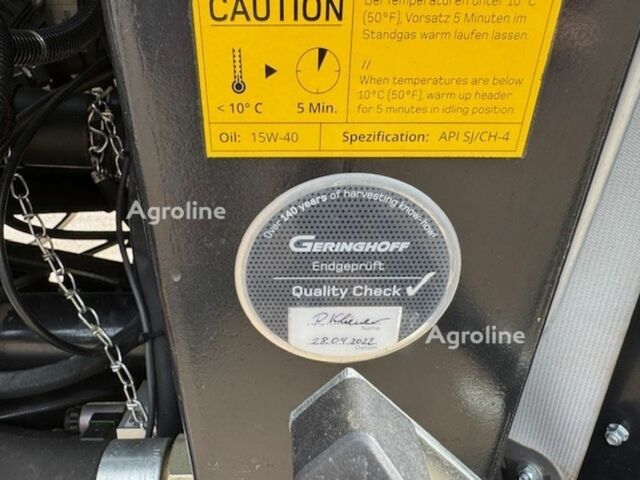 CAUTION
Bei Temperaturen unter 10°C
(50°F), Vorsatz 5 Minuten im
Standgas warm laufen lassen.
//
When temperatures are below
10°C (50°F), warm up header
for 5 minutes in idling position.
< 10° C
5 Min.
Oil: 15W-40
Spezification: API SJ/CH-4
Over 140 years of harvesting know-how
GERINGHOFF
Endgeprüft
Quality Check
Name
28.04.2022
Datum
Agroline
Agroline
Agroline